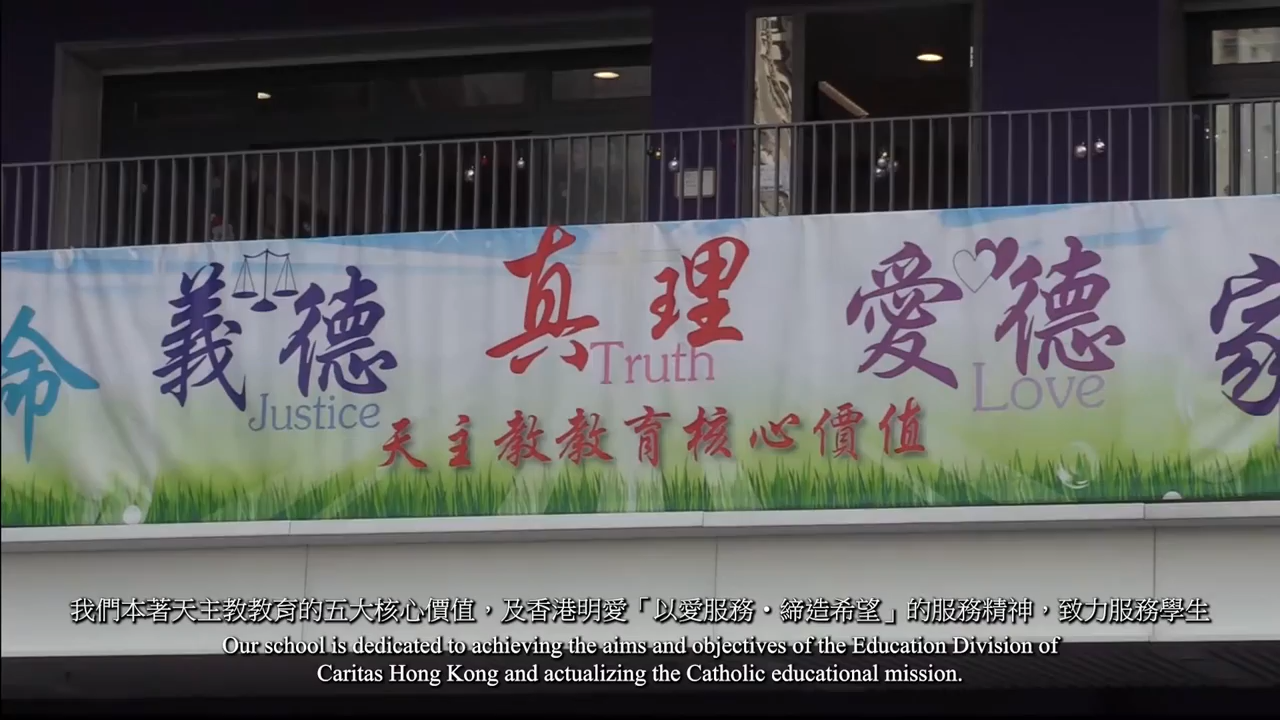 命 義德 真理 愛德 家
Justice Truth Love
天主教教育核心價值
我們本著天主教教育的五大核心價值，及香港明愛「以愛服務・締造希望」的服務精神，致力服務學生
Our school is dedicated to achieving the aims and objectives of the Education Division of
Caritas Hong Kong and actualizing the Catholic educational mission.